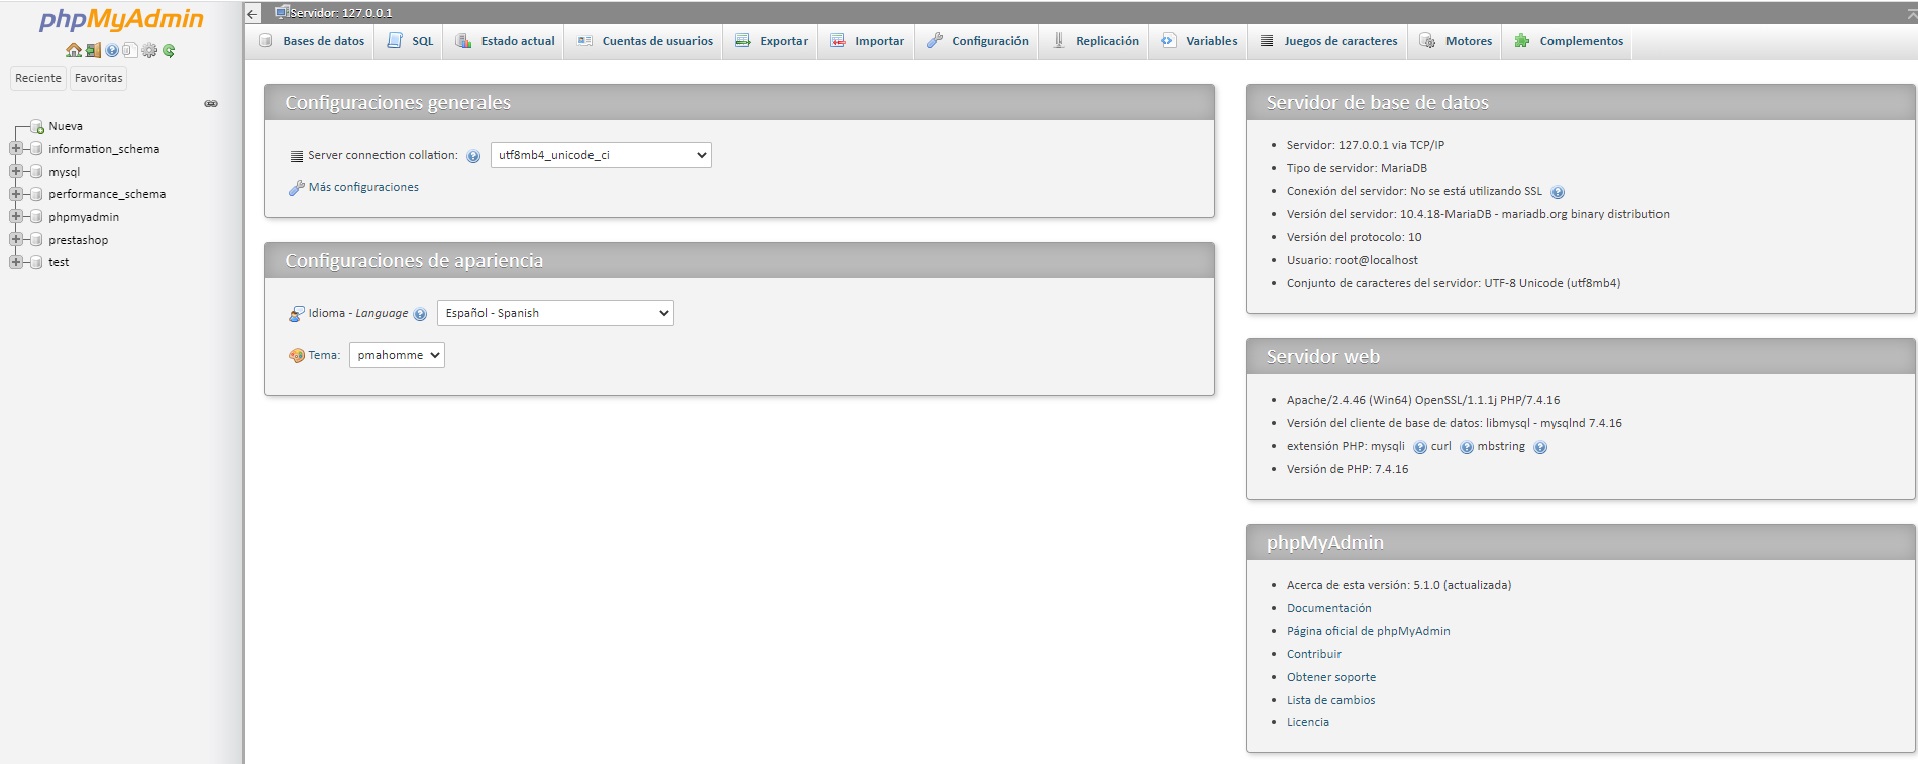 phpMyAdmin
Reciente Favoritas
Nueva
information_schema
mysql
performance_schema
phpmyadmin
prestashop
test
Servidor: 127.0.0.1
Bases de datos SQL Estado actual Cuentas de usuarios Exportar Importar Configuración Replicación Variables Juegos de caracteres Motores Complementos
Configuraciones generales
Server connection collation: utf8mb4_unicode_ci
Más configuraciones
Configuraciones de apariencia
Idioma - Language Español - Spanish
Tema: pmahomme
Servidor de base de datos
Servidor: 127.0.0.1 via TCP/IP
Tipo de servidor: MariaDB
Conexión del servidor: No se está utilizando SSL
Versión del servidor: 10.4.18-MariaDB - mariadb.org binary distribution
Versión del protocolo: 10
Usuario: root@localhost
Conjunto de caracteres del servidor: UTF-8 Unicode (utf8mb4)
Servidor web
Apache/2.4.46 (Win64) OpenSSL/1.1.1j PHP/7.4.16
Versión del cliente de base de datos: libmysql - mysqlnd 7.4.16
extensión PHP: mysqli curl mbstring
Versión de PHP: 7.4.16
phpMyAdmin
Acerca de esta versión: 5.1.0 (actualizada)
Documentación
Página oficial de phpMyAdmin
Contribuir
Obtener soporte
Lista de cambios
Licencia